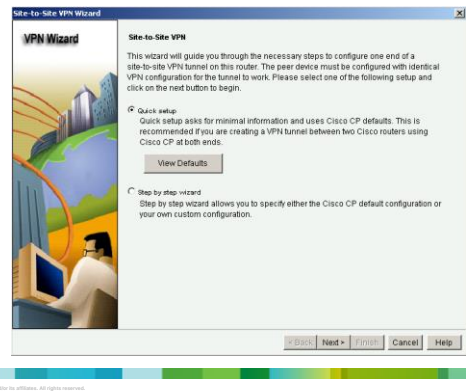 Site-to-Site VPN Wizard
VPN Wizard
Site-to-Site VPN
This wizard will guide you through the necessary steps to configure one end of a
site-to-site VPN tunnel on this router. The peer device must be configured with identical
VPN configuration for the tunnel to work. Please select one of the following setup and
click on the next button to begin.
Quick setup
Quick setup asks for minimal information and uses Cisco CP defaults. This is
recommended if you are creating a VPN tunnel between two Cisco routers using
Cisco CP at both ends.
View Defaults
Step by step wizard
Step by step wizard allows you to specify either the Cisco CP default configuration or
your own custom configuration.
< Back Next > Finish Cancel Help
its affiliates. All rights reserved.